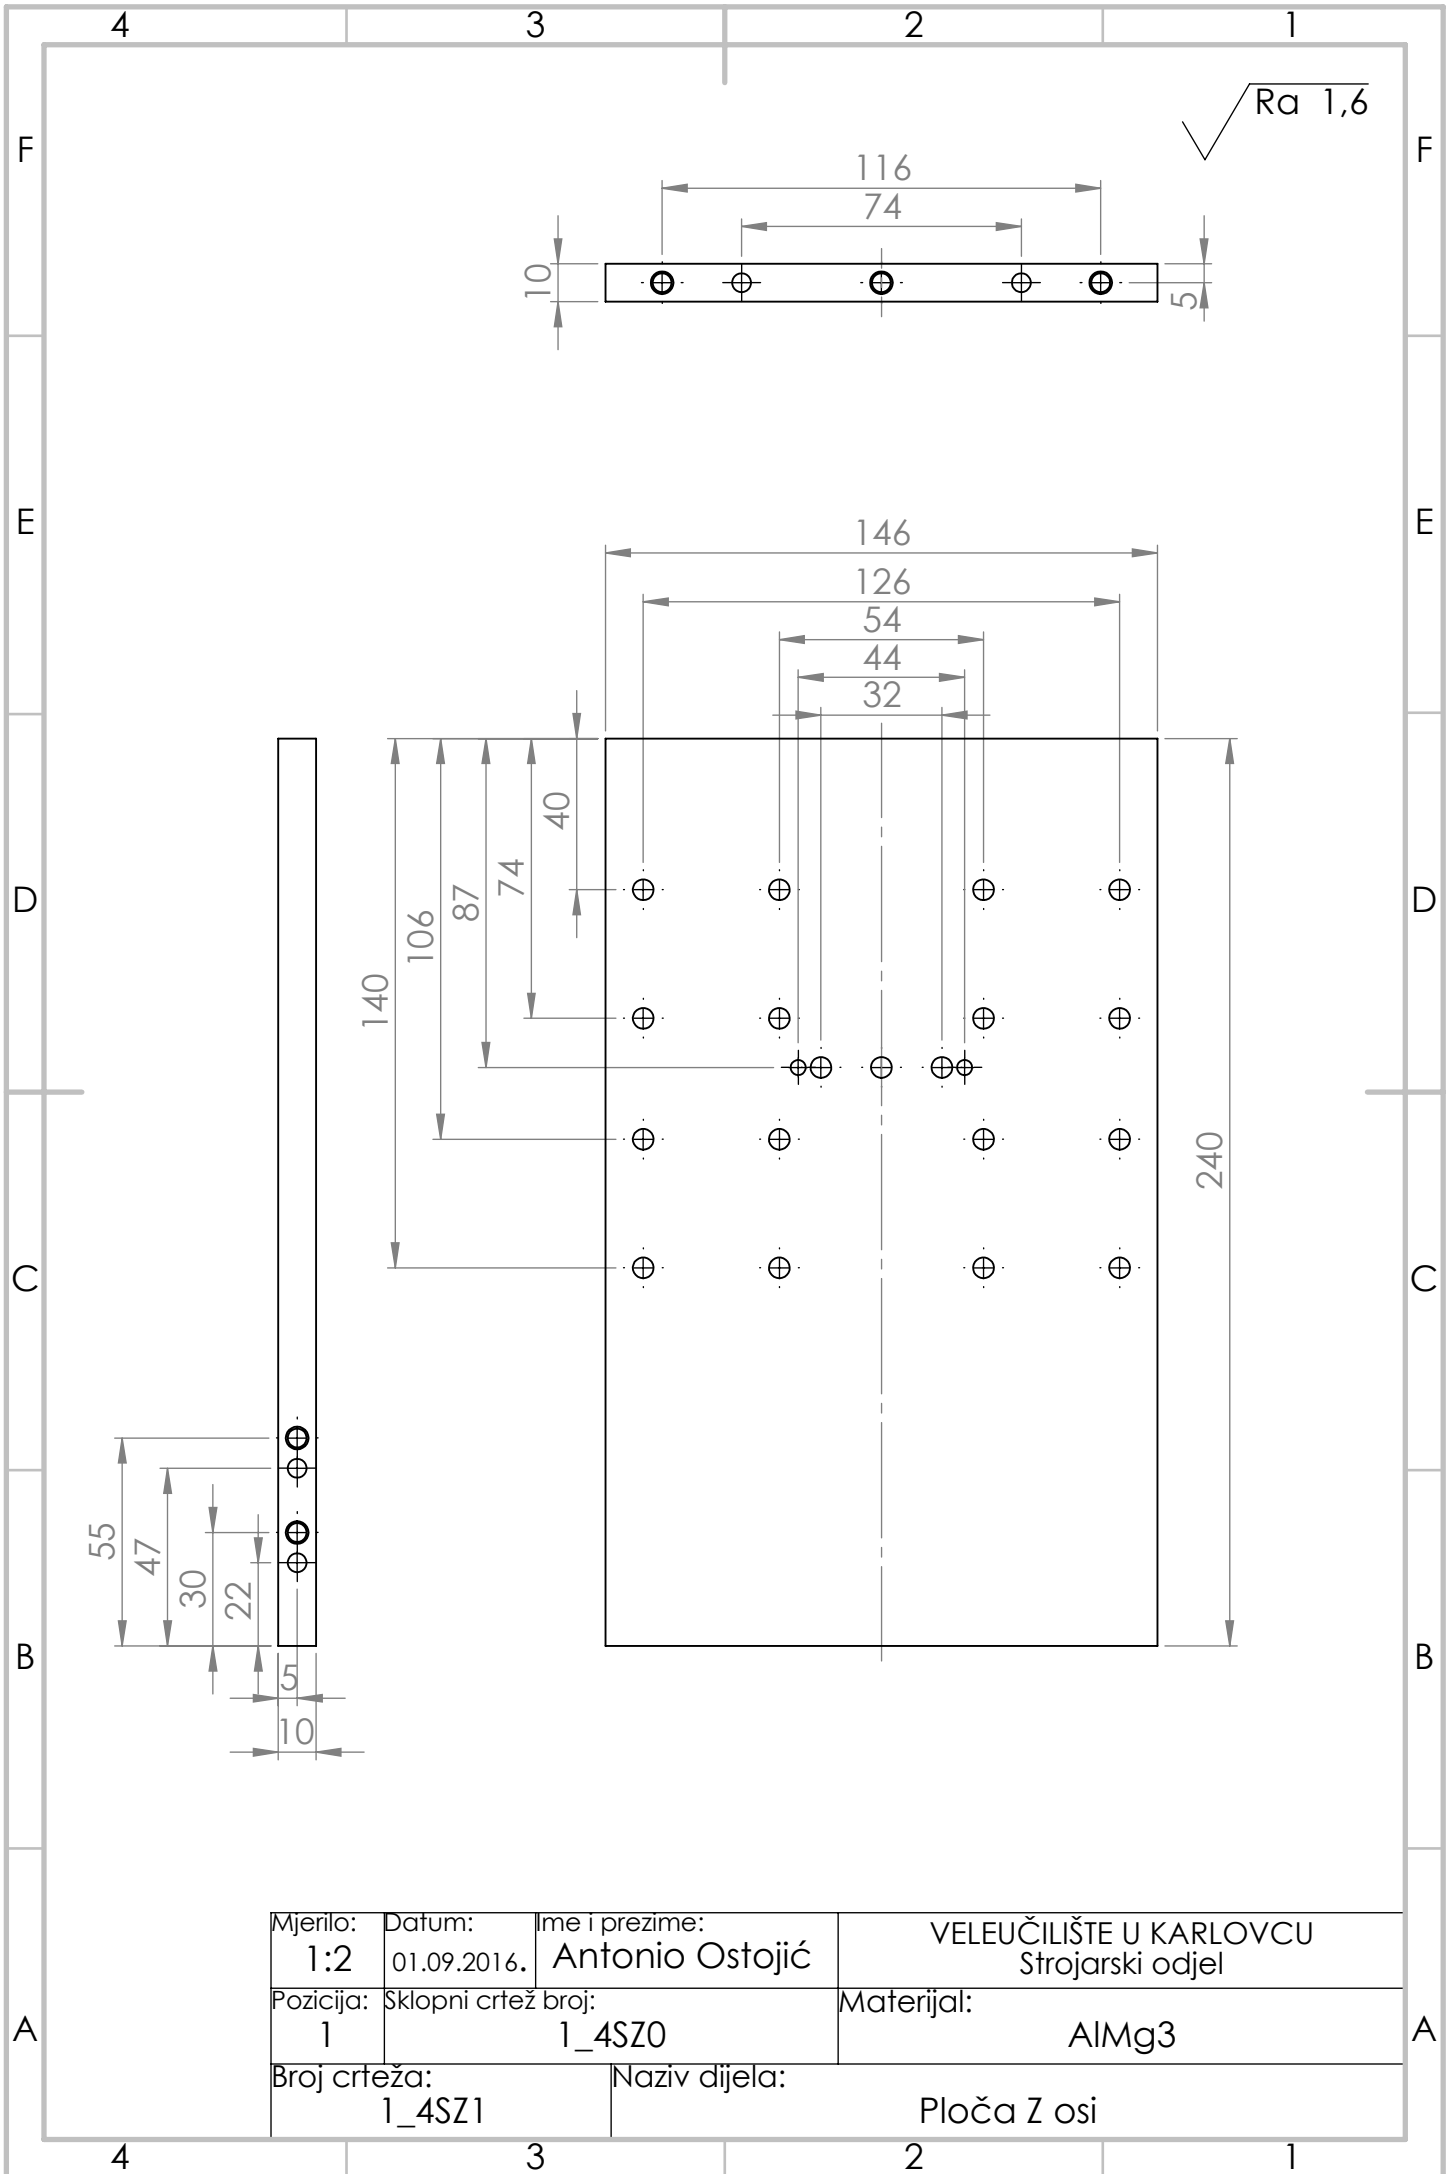 4 3 2 1
F F
Ra 1,6
116
74
10
5
E E
146
126
54
44
32
D D
40
74
87
106
140
240
C C
55
47
30
22
B B
5
10
Mjerilo: Datum: Ime i prezime: VELEUČILIŠTE U KARLOVCU
1:2 01.09.2016. Antonio Ostojić Strojarski odjel
Pozicija: Sklopni crtež broj: Materijal:
A 1 1_4SZ0 AlMg3 A
Broj crteža: Naziv dijela:
1_4SZ1 Ploča Z osi
4 3 2 1